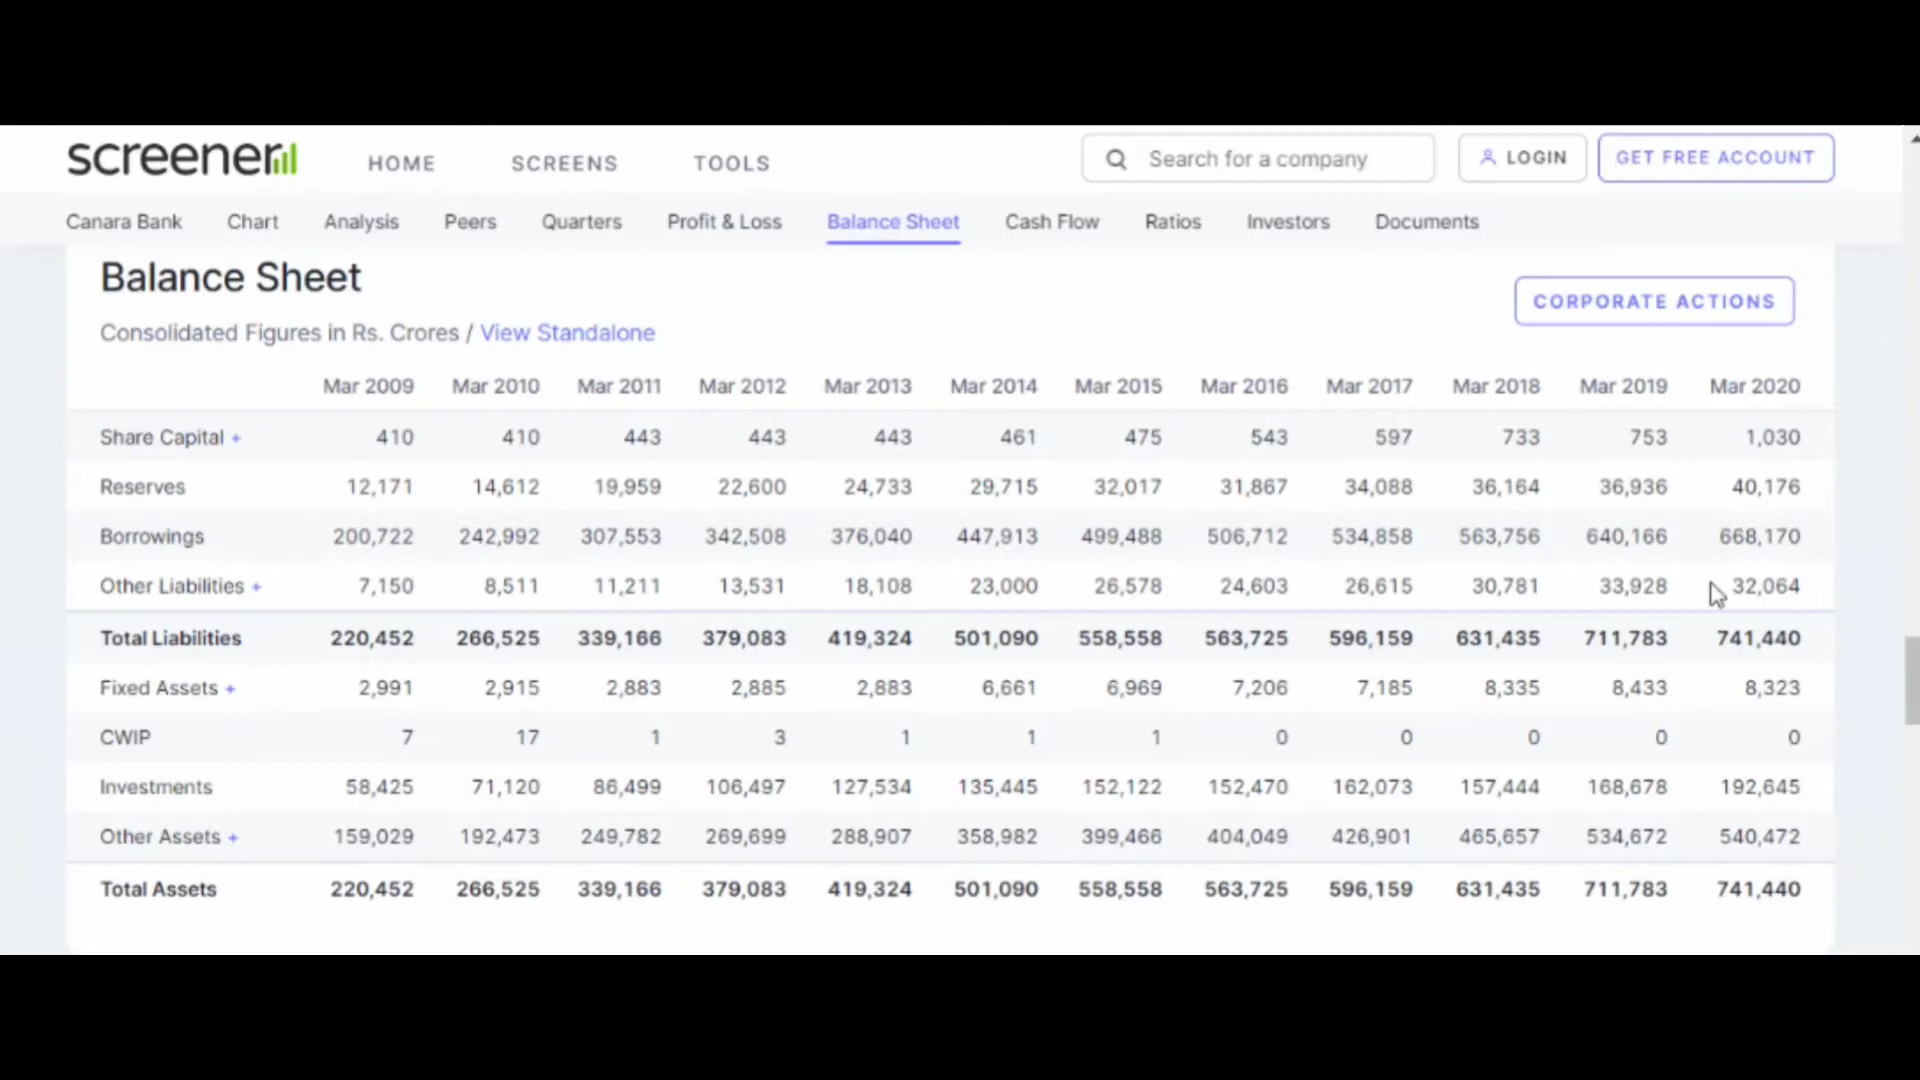 screener HOME SCREENS TOOLS Search for a company LOGIN GET FREE ACCOUNT
Canara Bank Chart Analysis Peers Quarters Profit & Loss Balance Sheet Cash Flow Ratios Investors Documents
Balance Sheet
CORPORATE ACTIONS
Consolidated Figures in Rs. Crores / View Standalone
Mar 2009 Mar 2010 Mar 2011 Mar 2012 Mar 2013 Mar 2014 Mar 2015 Mar 2016 Mar 2017 Mar 2018 Mar 2019 Mar 2020
Share Capital + 410 410 443 443 443 461 475 543 597 733 753 1,030
Reserves 12,171 14,612 19,959 22,600 24,733 29,715 32,017 31,867 34,088 36,164 36,936 40,176
Borrowings 200,722 242,992 307,553 342,508 376,040 447,913 499,488 506,712 534,858 563,756 640,166 668,170
Other Liabilities + 7,150 8,511 11,211 13,531 18,108 23,000 26,578 24,603 26,615 30,781 33,928 32,064
Total Liabilities 220,452 266,525 339,166 379,083 419,324 501,090 558,558 563,725 596,159 631,435 711,783 741,440
Fixed Assets + 2,991 2,915 2,883 2,885 2,883 6,661 6,969 7,206 7,185 8,335 8,433 8,323
CWIP 7 17 1 3 1 1 1 0 0 0 0 0
Investments 58,425 71,120 86,499 106,497 127,534 135,445 152,122 152,470 162,073 157,444 168,678 192,645
Other Assets + 159,029 192,473 249,782 269,699 288,907 358,982 399,466 404,049 426,901 465,657 534,672 540,472
Total Assets 220,452 266,525 339,166 379,083 419,324 501,090 558,558 563,725 596,159 631,435 711,783 741,440